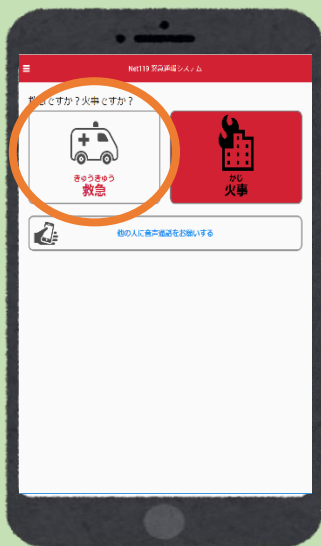 Net119 緊急通報システム
救急ですか？火事ですか？
きゅうきゅう
救急
かじ
火事
他の人に音声通話をお願いする